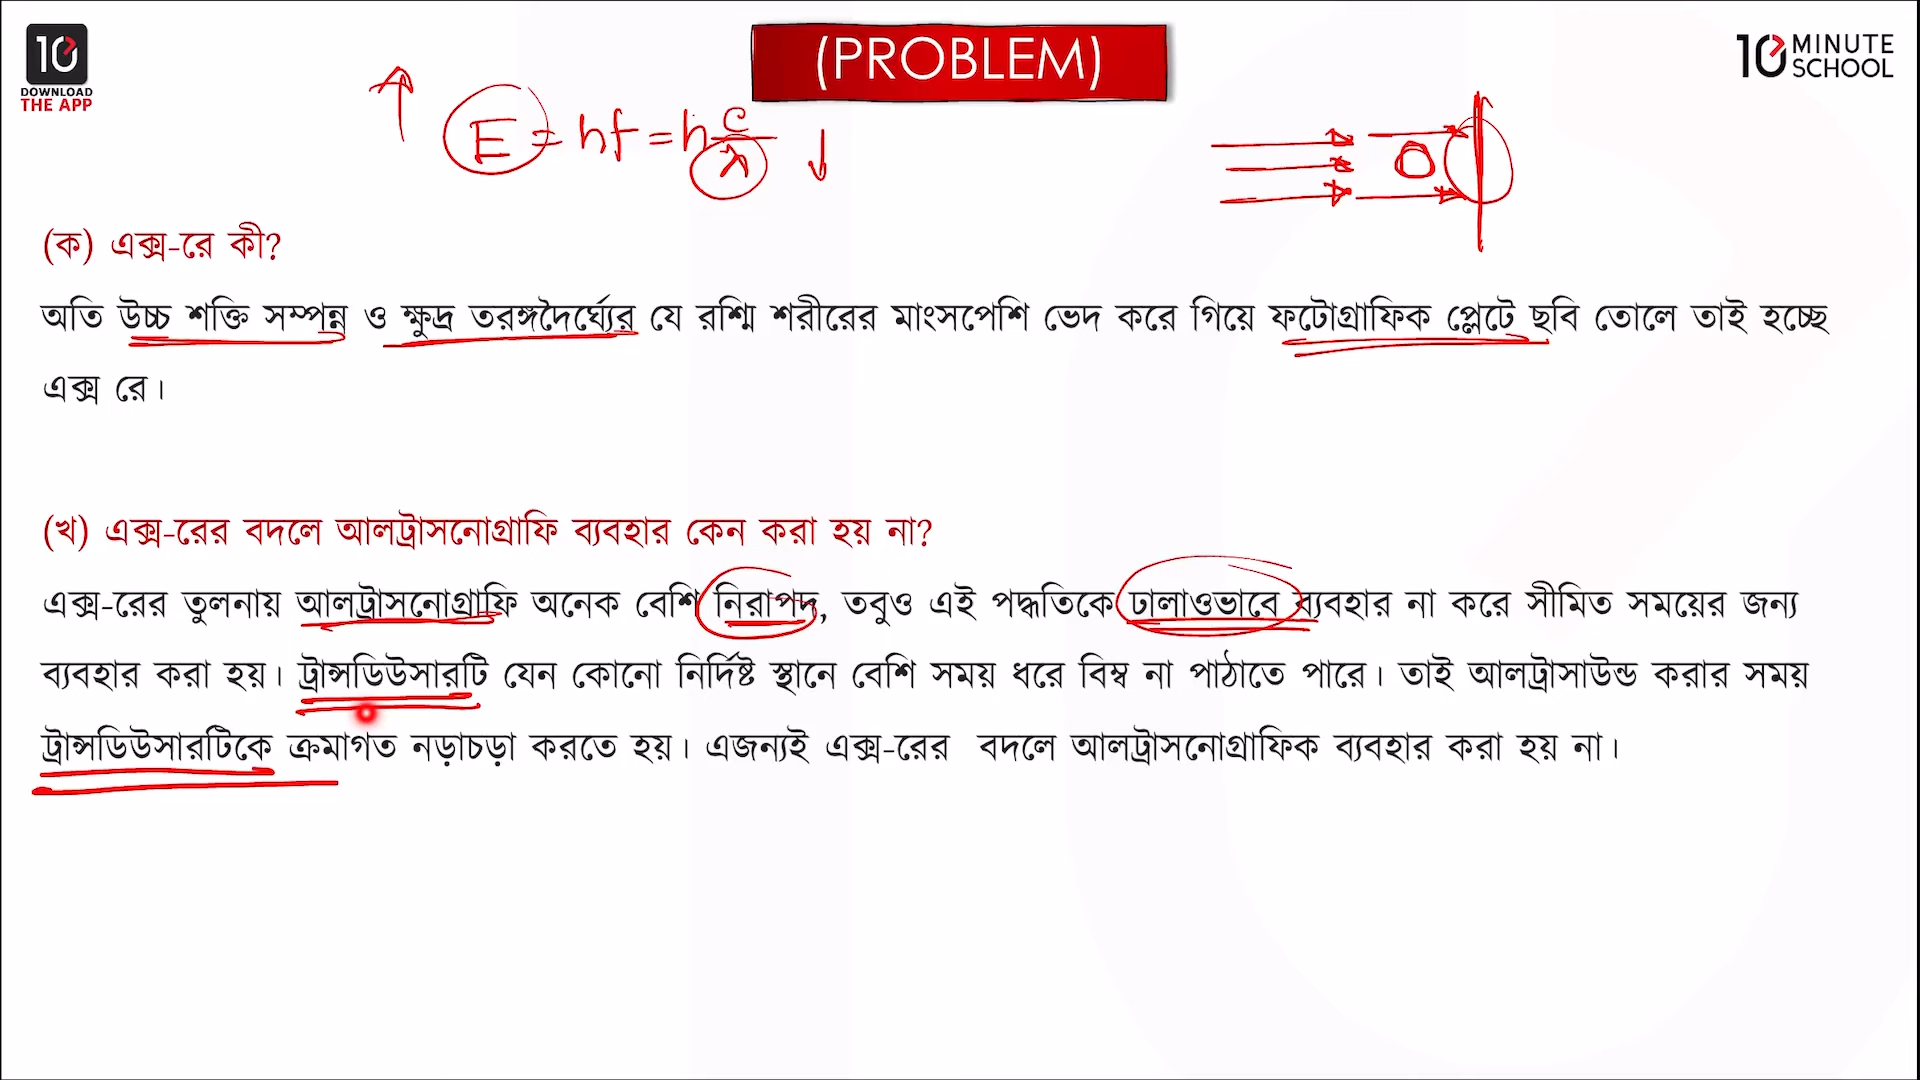 10
DOWNLOAD
THE APP
(PROBLEM)
10 MINUTE
SCHOOL
E = hf = h c/λ
(ক) এক্স-রে কী?
অতি উচ্চ শক্তি সম্পন্ন ও ক্ষুদ্র তরঙ্গদৈর্ঘ্যের যে রশ্মি শরীরের মাংসপেশি ভেদ করে গিয়ে ফটোগ্রাফিক প্লেটে ছবি তোলে তাই হচ্ছে
এক্স রে।
(খ) এক্স-রের বদলে আলট্রাসনোগ্রাফি ব্যবহার কেন করা হয় না?
এক্স-রের তুলনায় আলট্রাসনোগ্রাফি অনেক বেশি নিরাপদ, তবুও এই পদ্ধতিকে ঢালাওভাবে ব্যবহার না করে সীমিত সময়ের জন্য
ব্যবহার করা হয়। ট্রান্সডিউসারটি যেন কোনো নির্দিষ্ট স্থানে বেশি সময় ধরে বিম্ব না পাঠাতে পারে। তাই আলট্রাসাউন্ড করার সময়
ট্রান্সডিউসারটিকে ক্রমাগত নড়াচড়া করতে হয়। এজন্যই এক্স-রের বদলে আলট্রাসনোগ্রাফিক ব্যবহার করা হয় না।